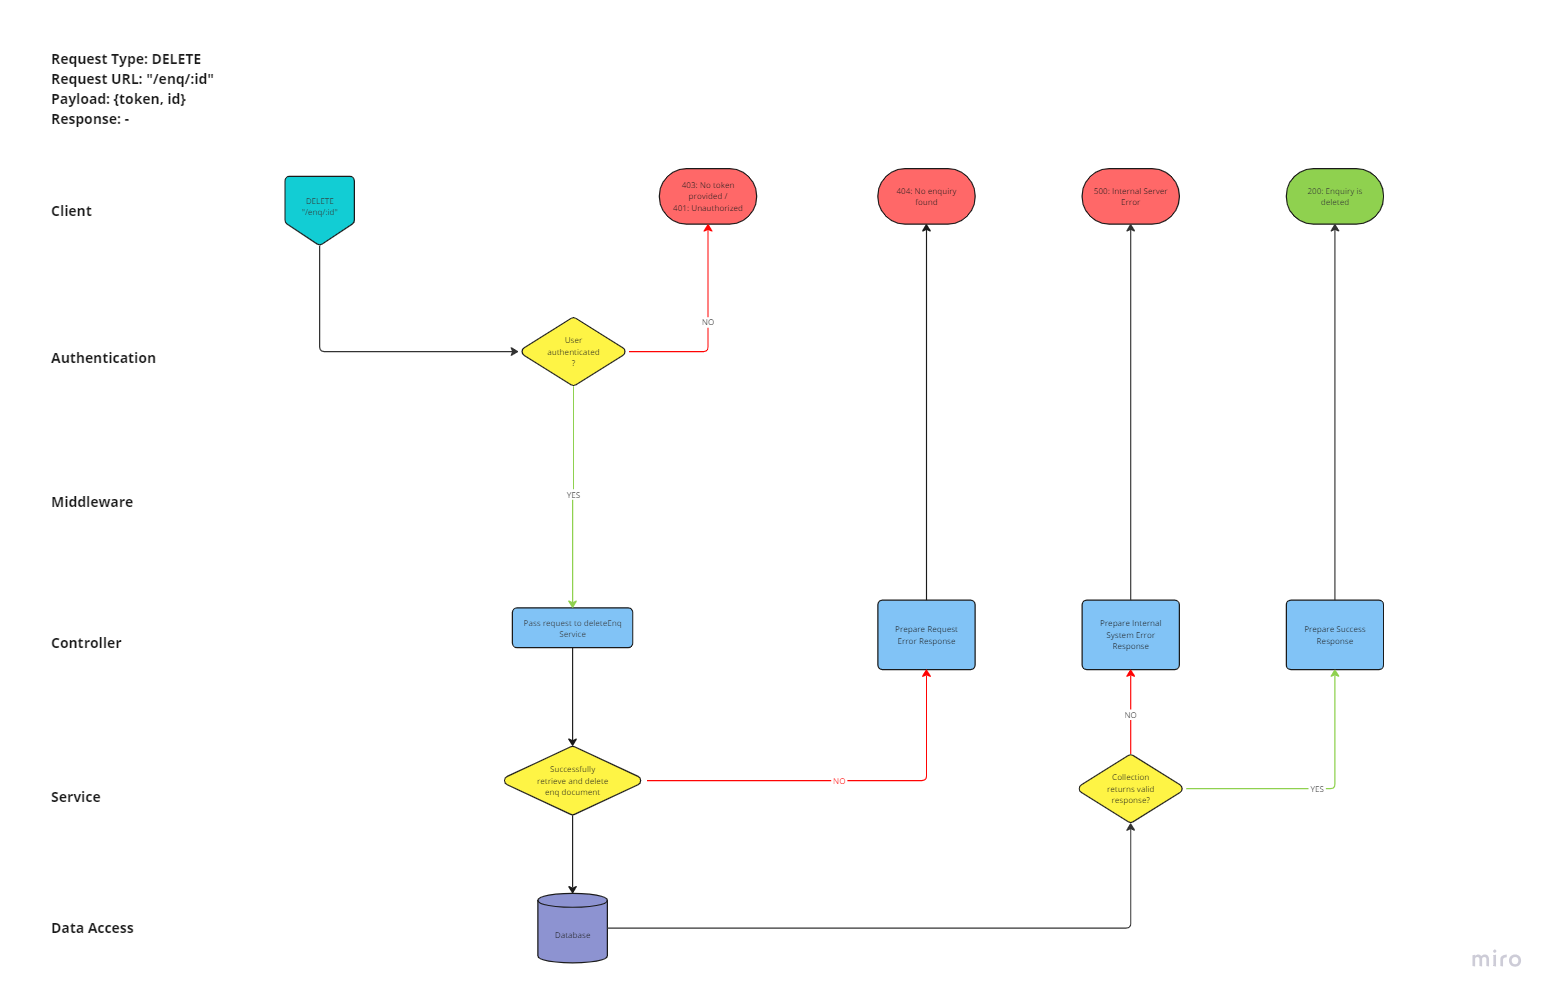 Request Type: DELETE
Request URL: "/enq/:id"
Payload: {token, id}
Response: -
Client
DELETE
"/enq/:id"
403: No token
provided /
401: Unauthorized
404: No enquiry
found
500: Internal Server
Error
200: Enquiry is
deleted
NO
Authentication
User
authenticated
?
Middleware
YES
Controller
Pass request to deleteEnq
Service
Prepare Request
Error Response
Prepare Internal
System Error
Response
Prepare Success
Response
NO
Service
Successfully
retrieve and delete
enq document
NO
Collection
returns valid
response?
YES
Data Access
Database
miro